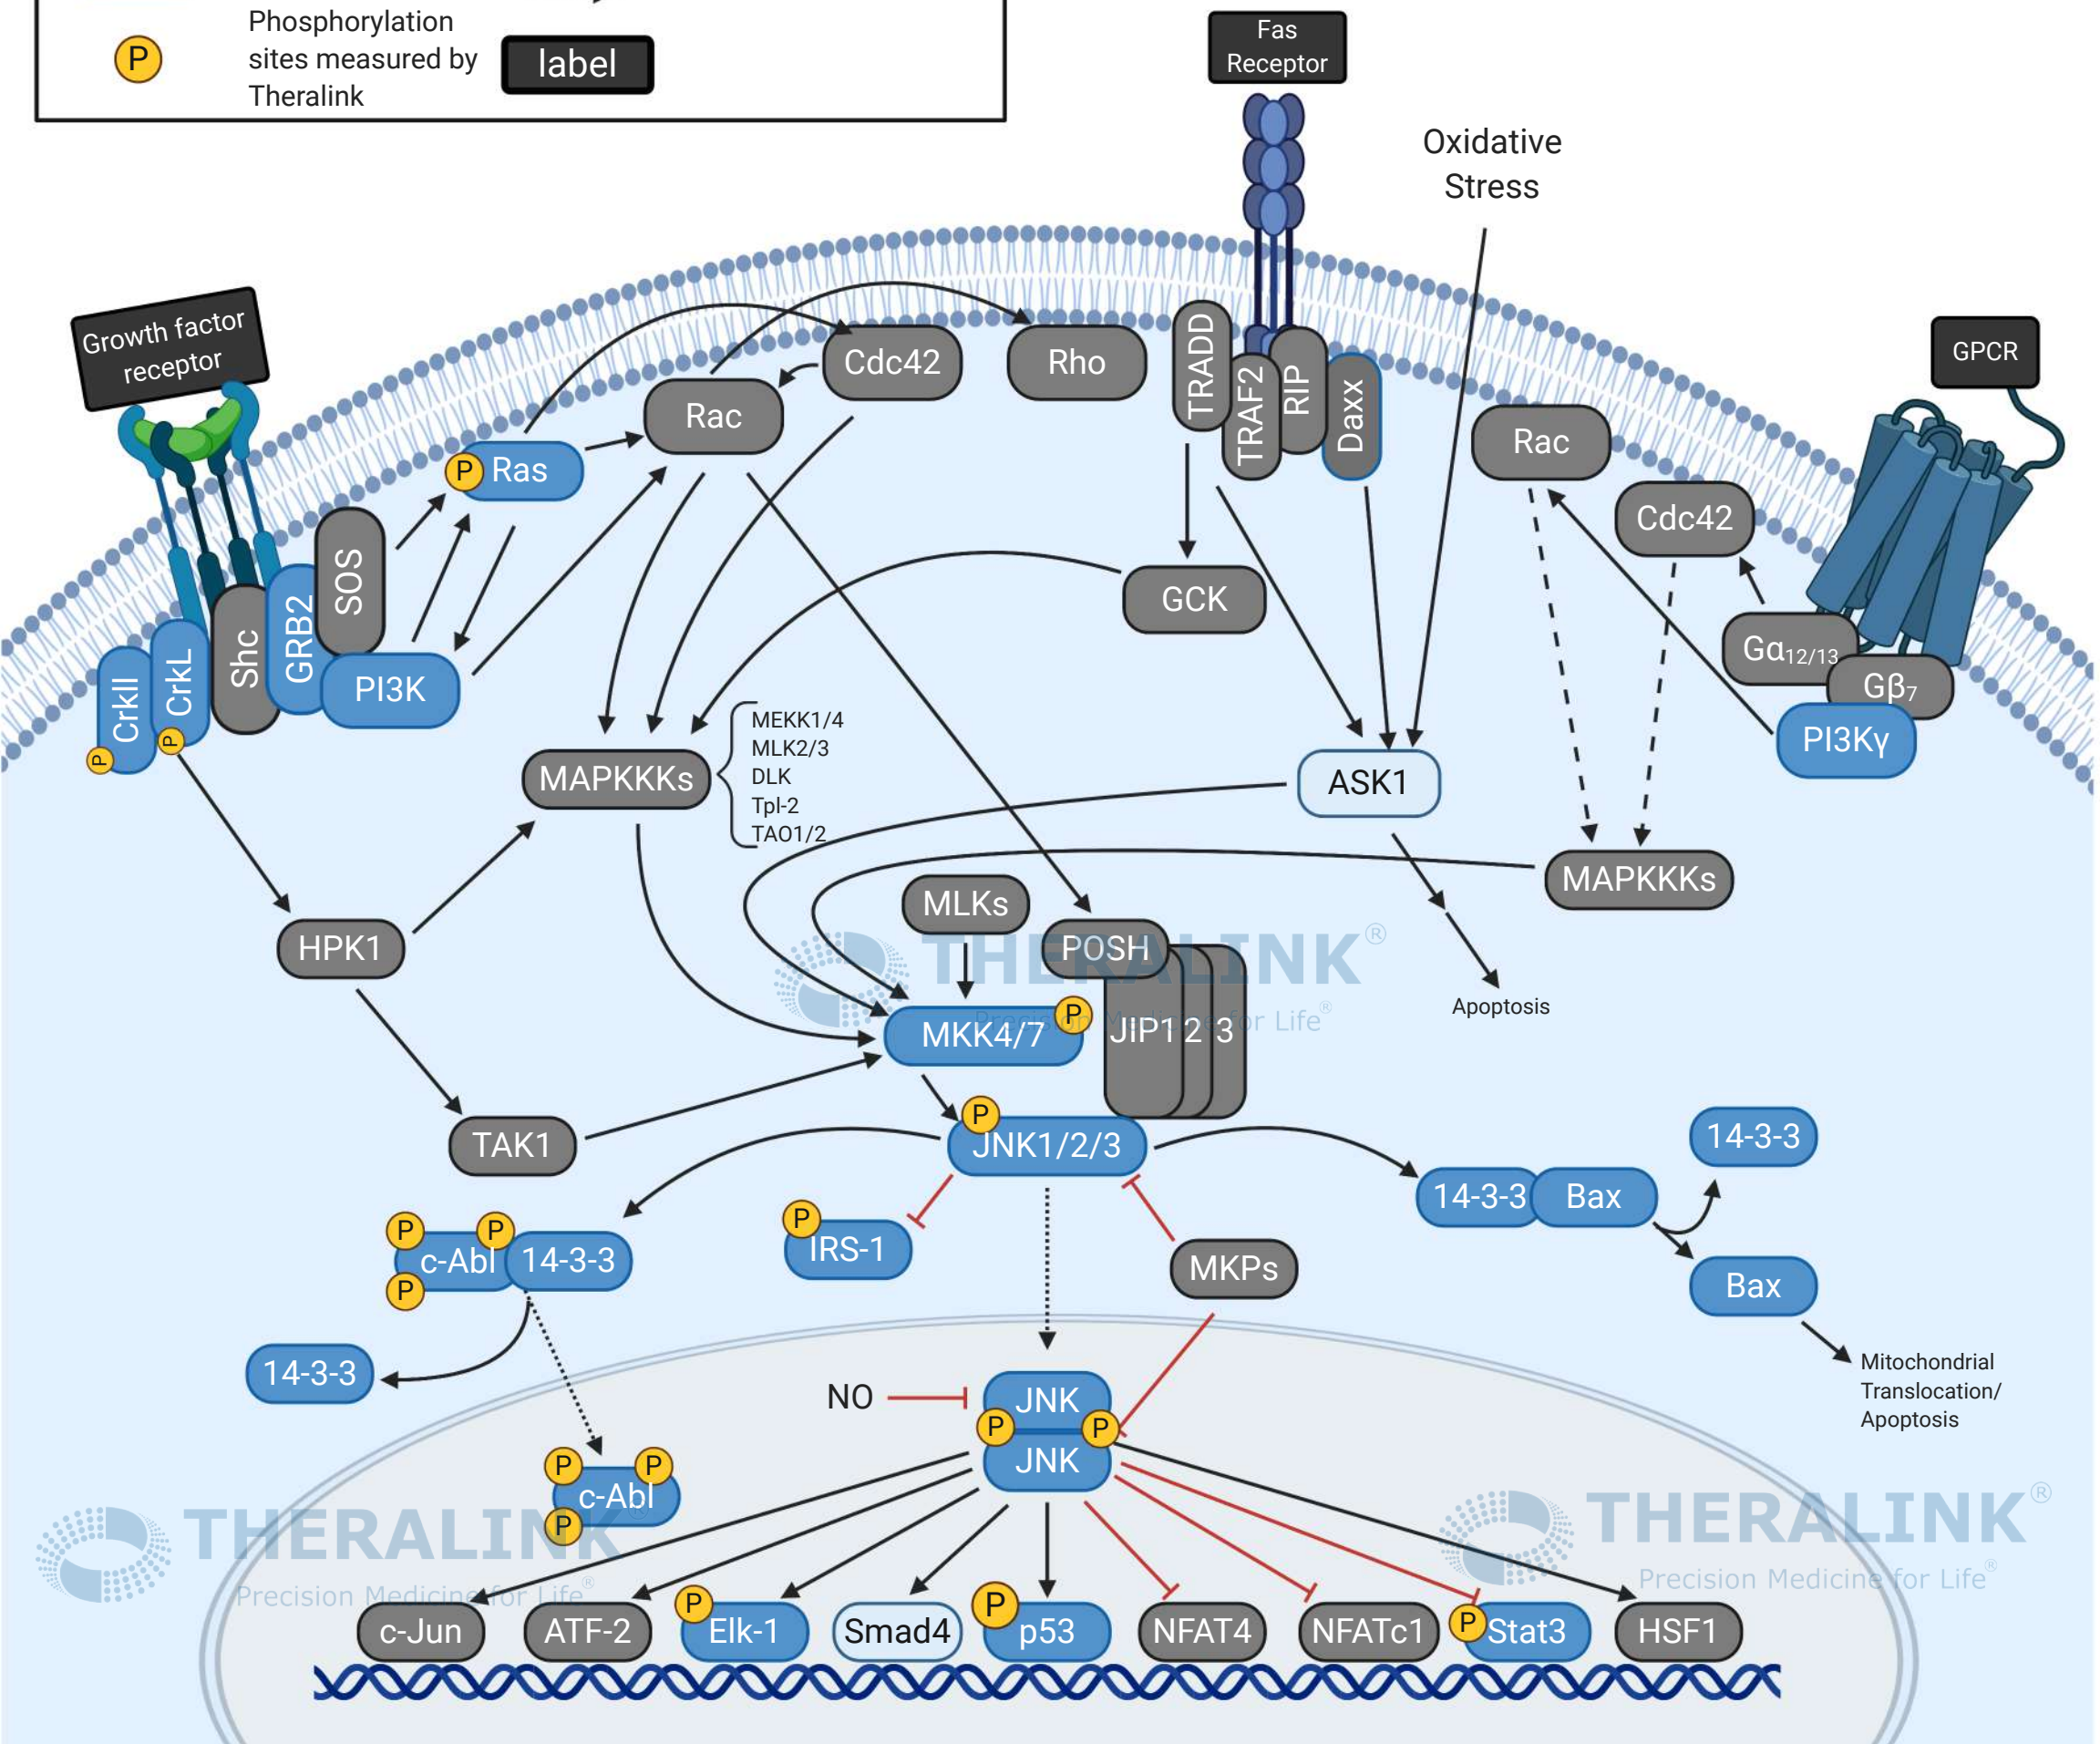 Phosphorylation
sites measured by
Theralink
P
label
Fas
Receptor
Oxidative
Stress
Growth factor
receptor
GPCR
Cdc42
Rho
TRADD
TRAF2
RIP
Daxx
Rac
Rac
P
Ras
Cdc42
SOS
GRB2
Shc
CrkL
CrkII
P
P
PI3K
GCK
Gα12/13
Gβ7
PI3Kγ
MAPKKKs
MEKK1/4
MLK2/3
DLK
Tpl-2
TAO1/2
ASK1
MAPKKKs
MLKs
HPK1
POSH
THERALINK®
Precision Medicine for Life®
Apoptosis
MKK4/7
P
JIP1 2 3
TAK1
P
JNK1/2/3
14-3-3
14-3-3
Bax
P
P
P
c-Abl
14-3-3
P
IRS-1
MKPs
Bax
14-3-3
Mitochondrial
Translocation/
Apoptosis
NO
JNK
P
P
JNK
P
P
P
c-Abl
THERALINK®
Precision Medicine for Life®
THERALINK®
Precision Medicine for Life®
c-Jun
ATF-2
P
Elk-1
Smad4
P
p53
NFAT4
NFATc1
P
Stat3
HSF1